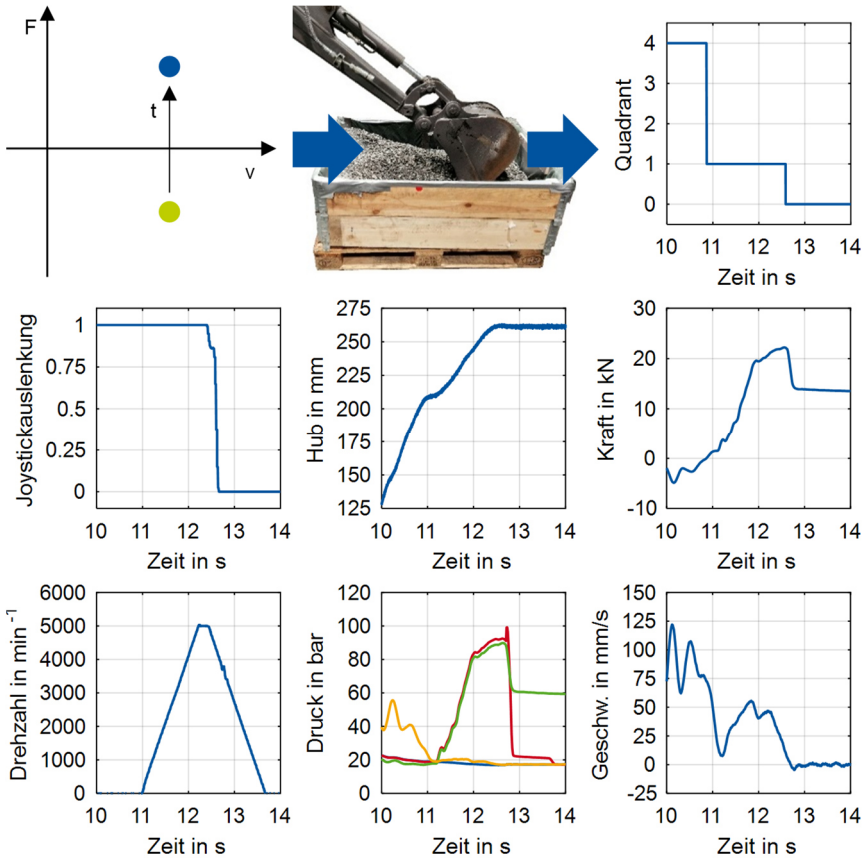 F
t
v
4
3
2
1
0
Quadrant
10 11 12 13 14
Zeit in s
1
0.75
0.5
0.25
0
Joystickauslenkung
10 11 12 13 14
Zeit in s
275
250
225
200
175
150
125
Hub in mm
10 11 12 13 14
Zeit in s
30
20
10
0
-10
Kraft in kN
10 11 12 13 14
Zeit in s
6000
5000
4000
3000
2000
1000
0
Drehzahl in min⁻¹
10 11 12 13 14
Zeit in s
120
100
80
60
40
20
0
Druck in bar
10 11 12 13 14
Zeit in s
150
125
100
75
50
25
0
-25
Geschw. in mm/s
10 11 12 13 14
Zeit in s